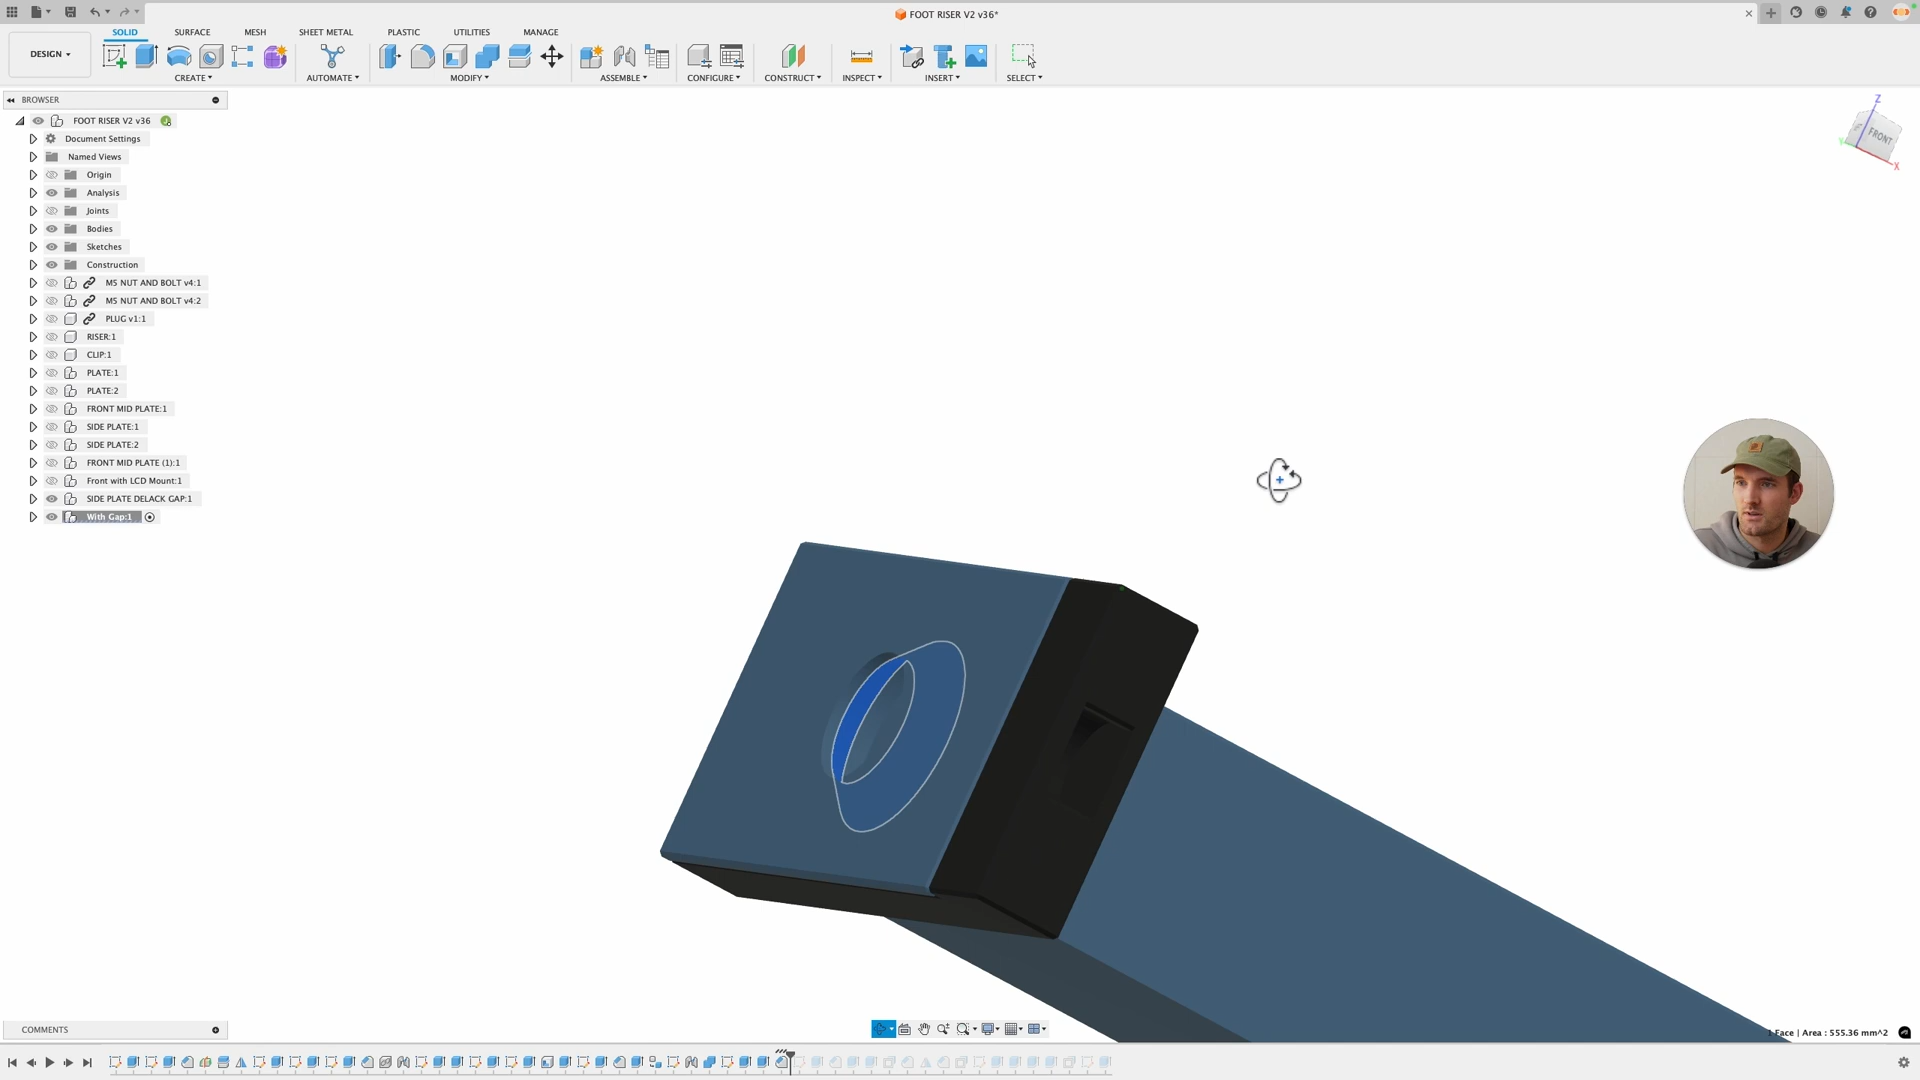 FOOT RISER V2 v36*
DESIGN
SOLID SURFACE MESH SHEET METAL PLASTIC UTILITIES MANAGE
CREATE AUTOMATE MODIFY ASSEMBLE CONFIGURE CONSTRUCT INSPECT INSERT SELECT
BROWSER
FOOT RISER V2 v36
Document Settings
Named Views
Origin
Analysis
Joints
Bodies
Sketches
Construction
M5 NUT AND BOLT v4:1
M5 NUT AND BOLT v4:2
PLUG v1:1
RISER:1
CLIP:1
PLATE:1
PLATE:2
FRONT MID PLATE:1
SIDE PLATE:1
SIDE PLATE:2
FRONT MID PLATE (1):1
Front with LCD Mount:1
SIDE PLATE DELACK GAP:1
With Gap:1
Z
FRONT
Y
X
COMMENTS
1 Face | Area : 555.36 mm^2